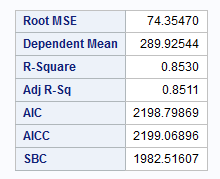 Root MSE 74.35470
Dependent Mean 289.92544
R-Square 0.8530
Adj R-Sq 0.8511
AIC 2198.79869
AICC 2199.06896
SBC 1982.51607